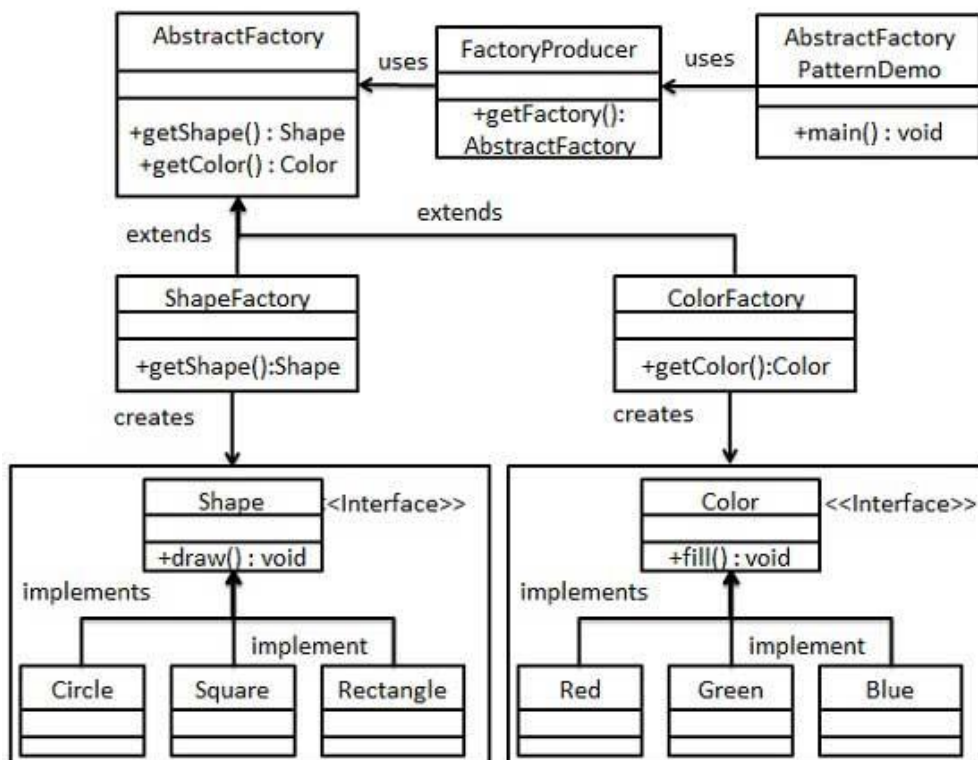 AbstractFactory
+getShape() : Shape
+getColor() : Color
uses
FactoryProducer
+getFactory():
AbstractFactory
uses
AbstractFactory
PatternDemo
+main() : void
extends
extends
ShapeFactory
+getShape():Shape
ColorFactory
+getColor():Color
creates
creates
Shape
<<Interface>>
+draw() : void
implements
implement
Circle
Square
Rectangle
Color
<<Interface>>
+fill() : void
implements
implement
Red
Green
Blue